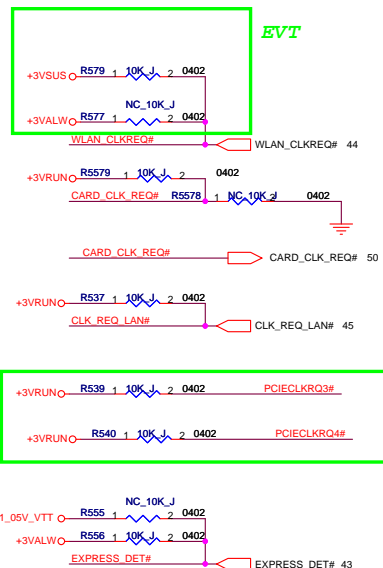 EVT
+3VSUS R579 1 10K_J 2 0402
NC_10K_J
+3VALW R577 1 2 0402
WLAN_CLKREQ# WLAN_CLKREQ# 44
+3VRUN R5579 1 10K_J 2 0402
CARD_CLK_REQ# R5578 1 NC_10K_J 2 0402
CARD_CLK_REQ# CARD_CLK_REQ# 50
+3VRUN R537 1 10K_J 2 0402
CLK_REQ_LAN# CLK_REQ_LAN# 45
+3VRUN R539 1 10K_J 2 0402 PCIECLKRQ3#
+3VRUN R540 1 10K_J 2 0402 PCIECLKRQ4#
NC_10K_J
1_05V_VTT R555 1 2 0402
+3VALW R556 1 10K_J 2 0402
EXPRESS_DET# EXPRESS_DET# 43